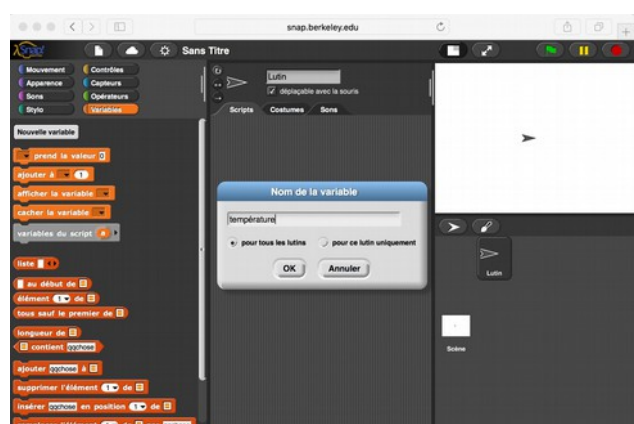 snap.berkeley.edu
Snap!
Sans Titre
Mouvement Contrôles
Apparence Capteurs
Sons Opérateurs
Stylo Variables
Nouvelle variable
prend la valeur 0
ajouter à 1
afficher la variable
cacher la variable
variables du script a
liste
au début de
élément 1 de
tous sauf le premier de
longueur de
contient qqchose
ajouter qqchose à
supprimer l'élément 1 de
insérer qqchose en position 1 de
Lutin
déplaçable avec la souris
Scripts Costumes Sons
Nom de la variable
température
pour tous les lutins pour ce lutin uniquement
OK Annuler
Lutin
Scène